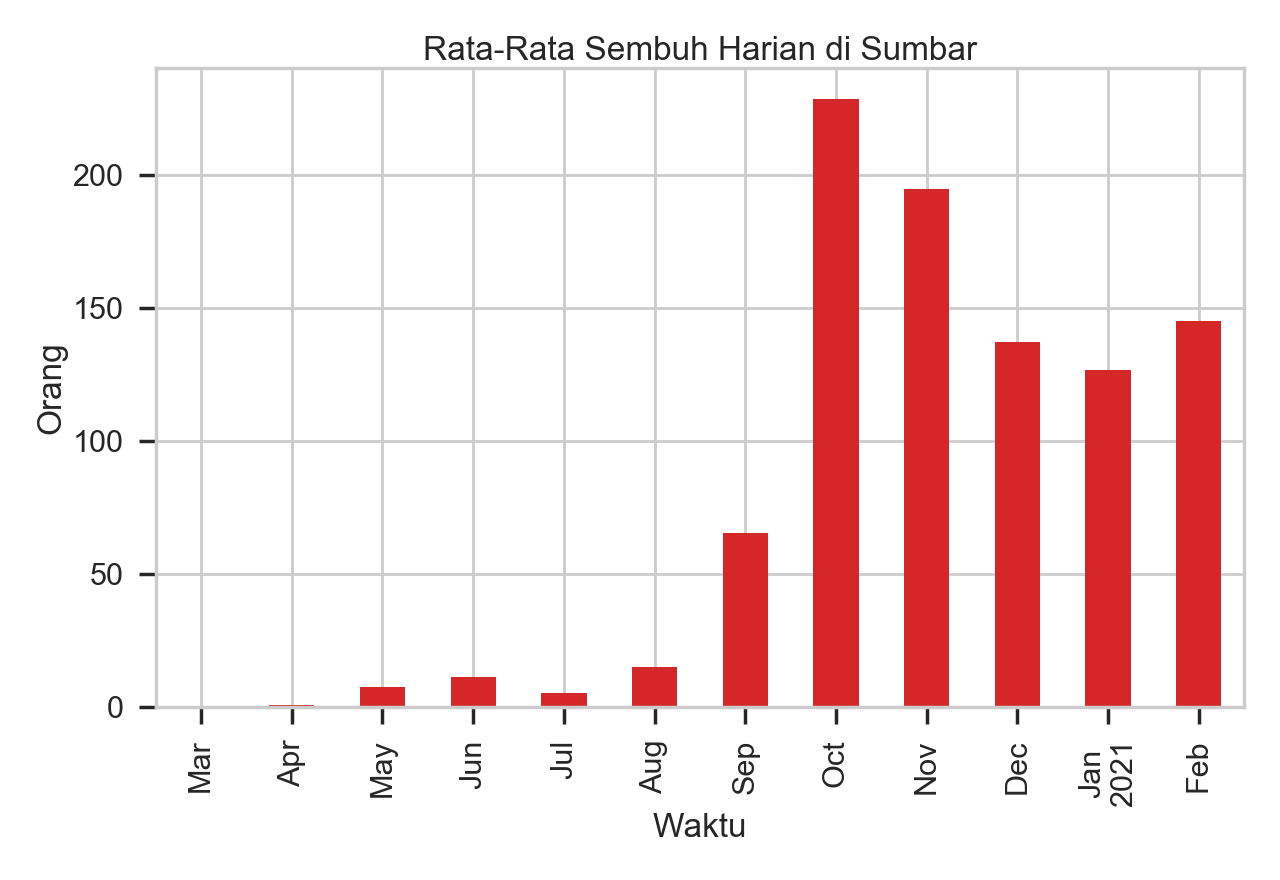 Rata-Rata Sembuh Harian di Sumbar
Orang
200
150
100
50
0
Mar
Apr
May
Jun
Jul
Aug
Sep
Oct
Nov
Dec
Jan
2021
Feb
Waktu